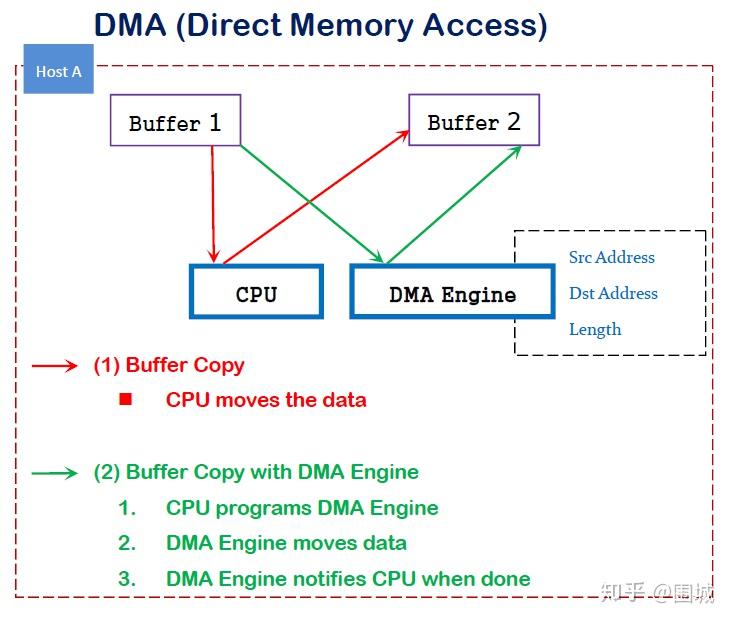 DMA (Direct Memory Access)
Host A
Buffer 1
Buffer 2
CPU
DMA Engine
Src Address
Dst Address
Length
(1) Buffer Copy
CPU moves the data
(2) Buffer Copy with DMA Engine
1. CPU programs DMA Engine
2. DMA Engine moves data
3. DMA Engine notifies CPU when done
知乎 @围城